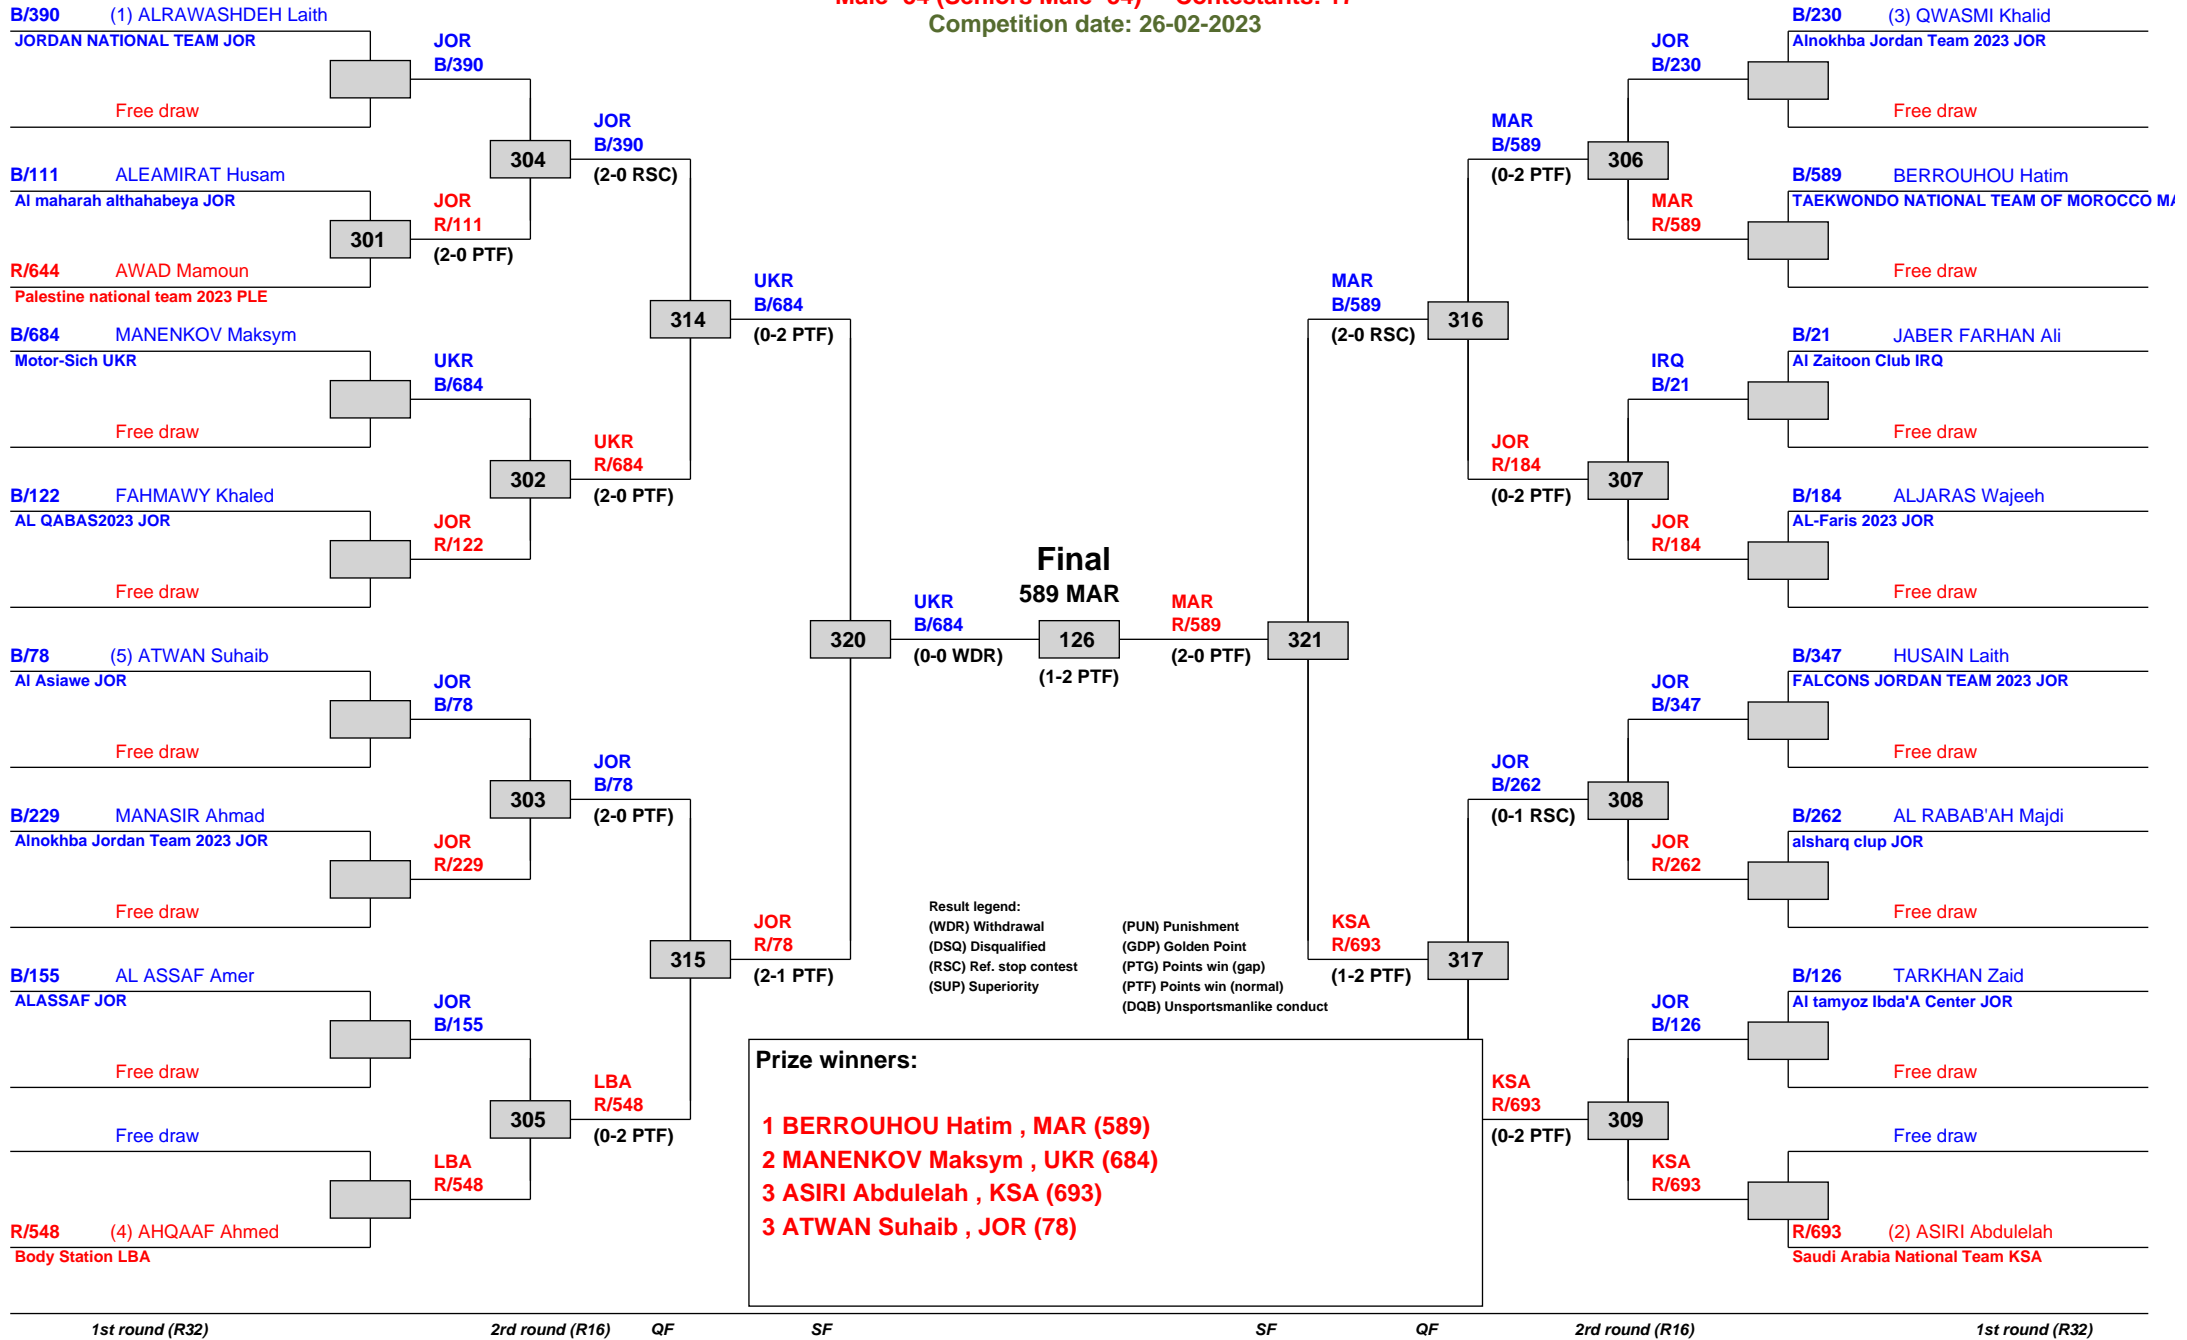 Competition date: 26-02-2023
B/390 (1) ALRAWASHDEH Laith
JORDAN NATIONAL TEAM JOR
Free draw
B/111 ALEAMIRAT Husam
Al maharah althahabeya JOR
R/644 AWAD Mamoun
Palestine national team 2023 PLE
B/684 MANENKOV Maksym
Motor-Sich UKR
Free draw
B/122 FAHMAWY Khaled
AL QABAS2023 JOR
Free draw
B/78 (5) ATWAN Suhaib
Al Asiawe JOR
Free draw
B/229 MANASIR Ahmad
Alnokhba Jordan Team 2023 JOR
Free draw
B/155 AL ASSAF Amer
ALASSAF JOR
Free draw
Free draw
R/548 (4) AHQAAF Ahmed
Body Station LBA
JOR
B/390
301
JOR
R/111
(2-0 PTF)
UKR
B/684
JOR
R/122
JOR
B/78
JOR
R/229
JOR
B/155
LBA
R/548
304
JOR
B/390
(2-0 RSC)
302
UKR
R/684
(2-0 PTF)
303
JOR
B/78
(2-0 PTF)
305
LBA
R/548
(0-2 PTF)
314
UKR
B/684
(0-2 PTF)
315
JOR
R/78
(2-1 PTF)
320
UKR
B/684
(0-0 WDR)
Final
589 MAR
126
(1-2 PTF)
MAR
R/589
(2-0 PTF)
321
MAR
B/589
(2-0 RSC)
316
KSA
R/693
(1-2 PTF)
317
MAR
B/589
(0-2 PTF)
306
JOR
R/184
(0-2 PTF)
307
JOR
B/262
(0-1 RSC)
308
KSA
R/693
(0-2 PTF)
309
JOR
B/230
MAR
R/589
IRQ
B/21
JOR
R/184
JOR
B/347
JOR
R/262
JOR
B/126
KSA
R/693
B/230 (3) QWASMI Khalid
Alnokhba Jordan Team 2023 JOR
Free draw
B/589 BERROUHOU Hatim
TAEKWONDO NATIONAL TEAM OF MOROCCO
Free draw
B/21 JABER FARHAN Ali
Al Zaitoon Club IRQ
Free draw
B/184 ALJARAS Wajeeh
AL-Faris 2023 JOR
Free draw
B/347 HUSAIN Laith
FALCONS JORDAN TEAM 2023 JOR
Free draw
B/262 AL RABAB'AH Majdi
alsharq clup JOR
Free draw
B/126 TARKHAN Zaid
Al tamyoz Ibda'A Center JOR
Free draw
Free draw
R/693 (2) ASIRI Abdulelah
Saudi Arabia National Team KSA
Result legend:
(WDR) Withdrawal (PUN) Punishment
(DSQ) Disqualified (GDP) Golden Point
(RSC) Ref. stop contest (PTG) Points win (gap)
(SUP) Superiority (PTF) Points win (normal)
(DQB) Unsportsmanlike conduct
Prize winners:
1 BERROUHOU Hatim , MAR (589)
2 MANENKOV Maksym , UKR (684)
3 ASIRI Abdulelah , KSA (693)
3 ATWAN Suhaib , JOR (78)
1st round (R32) 2rd round (R16) QF SF SF QF 2rd round (R16) 1st round (R32)